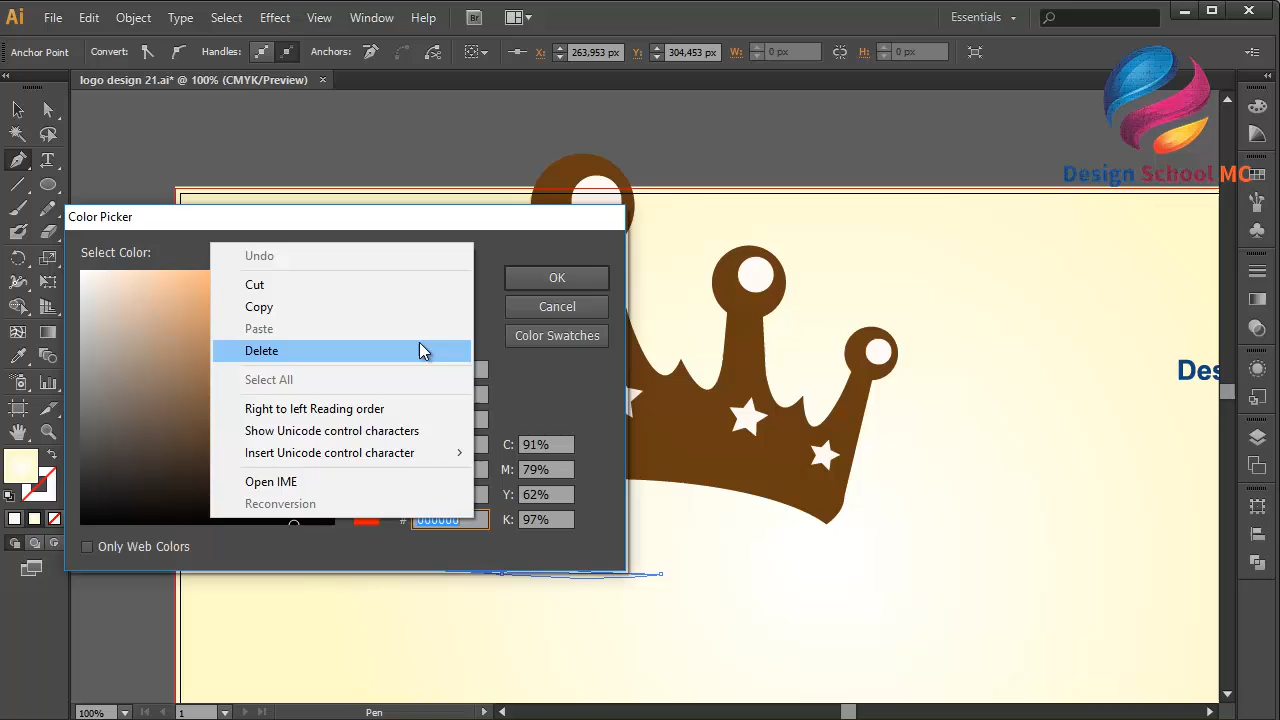 Ai File Edit Object Type Select Effect View Window Help Br Essentials
Anchor Point Convert: Handles: Anchors: X: 263,953 px Y: 304,453 px W: 0 px H: 0 px
logo design 21.ai* @ 100% (CMYK/Preview) ×
Design School MC
Color Picker
Select Color:
Undo
Cut
Copy
Paste
Delete
Select All
Right to left Reading order
Show Unicode control characters
Insert Unicode control character
Open IME
Reconversion
OK
Cancel
Color Swatches
C: 91%
M: 79%
Y: 62%
K: 97%
# 000000
Only Web Colors
Des
100% 1 Pen